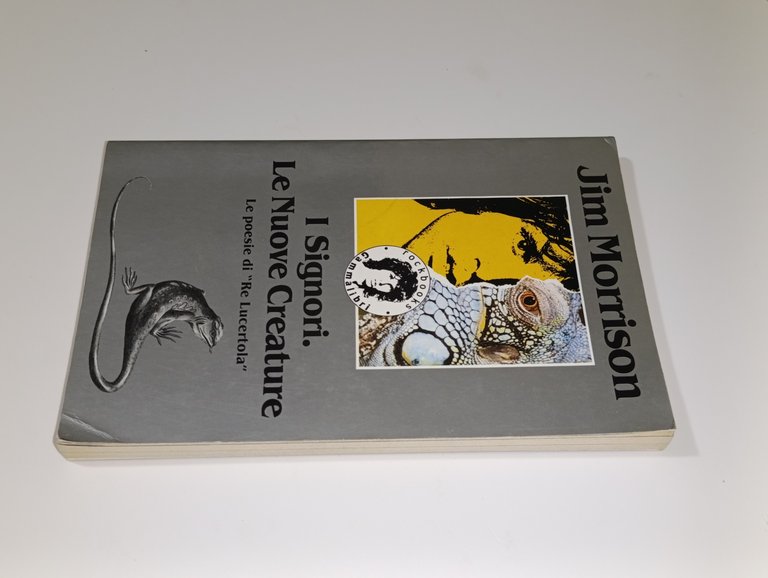 Jim Morrison
rockbooks
Gammalibri
I Signori.
Le Nuove Creature
Le poesie di "Re Lucertola"